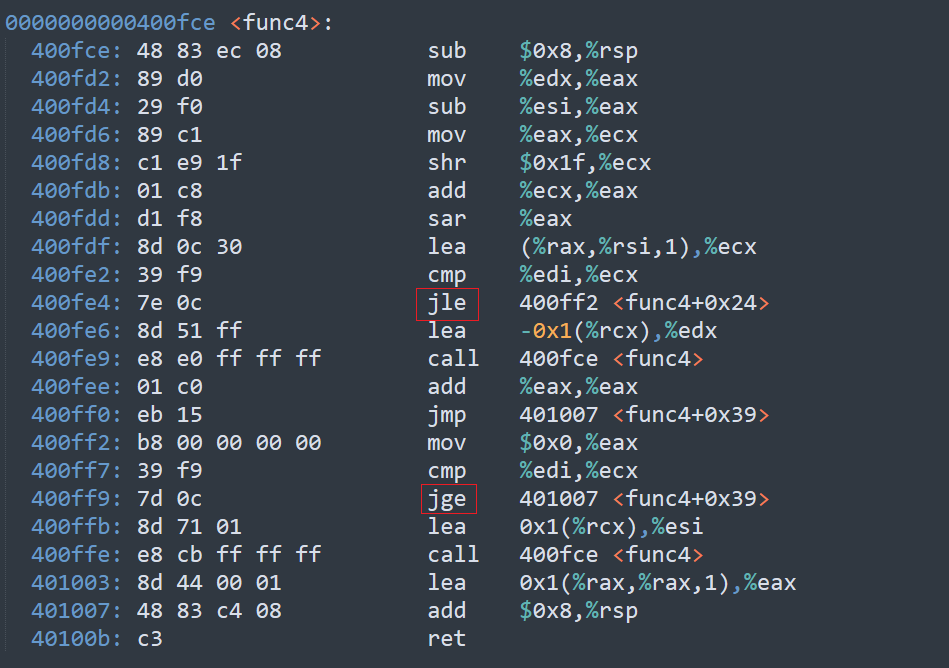 0000000000400fce <func4>:
400fce: 48 83 ec 08 sub $0x8,%rsp
400fd2: 89 d0 mov %edx,%eax
400fd4: 29 f0 sub %esi,%eax
400fd6: 89 c1 mov %eax,%ecx
400fd8: c1 e9 1f shr $0x1f,%ecx
400fdb: 01 c8 add %ecx,%eax
400fdd: d1 f8 sar %eax
400fdf: 8d 0c 30 lea (%rax,%rsi,1),%ecx
400fe2: 39 f9 cmp %edi,%ecx
400fe4: 7e 0c jle 400ff2 <func4+0x24>
400fe6: 8d 51 ff lea -0x1(%rcx),%edx
400fe9: e8 e0 ff ff ff call 400fce <func4>
400fee: 01 c0 add %eax,%eax
400ff0: eb 15 jmp 401007 <func4+0x39>
400ff2: b8 00 00 00 00 mov $0x0,%eax
400ff7: 39 f9 cmp %edi,%ecx
400ff9: 7d 0c jge 401007 <func4+0x39>
400ffb: 8d 71 01 lea 0x1(%rcx),%esi
400ffe: e8 cb ff ff ff call 400fce <func4>
401003: 8d 44 00 01 lea 0x1(%rax,%rax,1),%eax
401007: 48 83 c4 08 add $0x8,%rsp
40100b: c3 ret